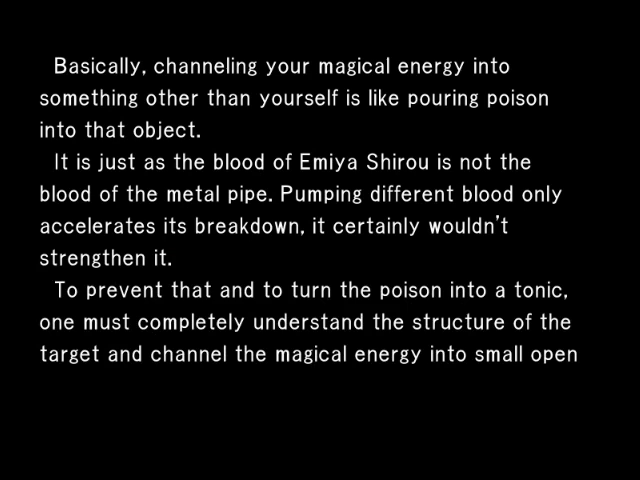 Basically, channeling your magical energy into
something other than yourself is like pouring poison
into that object.
It is just as the blood of Emiya Shirou is not the
blood of the metal pipe. Pumping different blood only
accelerates its breakdown, it certainly wouldn't
strengthen it.
To prevent that and to turn the poison into a tonic,
one must completely understand the structure of the
target and channel the magical energy into small open